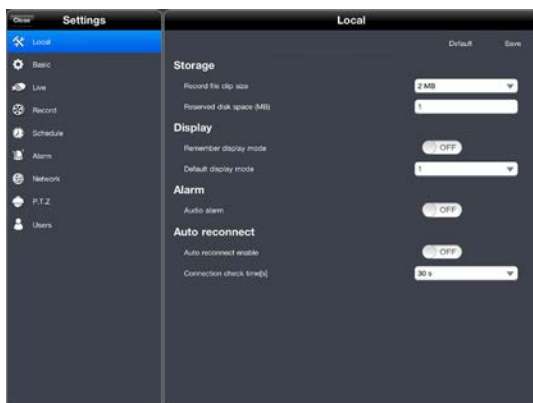 Close Settings
Local
Basic
Live
Record
Schedule
Alarm
Network
P.T.Z
Users
Local
Default Save
Storage
Record file clip size 2 MB
Reserved disk space (MB) 1
Display
Remember display mode OFF
Default display mode 1
Alarm
Audio alarm OFF
Auto reconnect
Auto reconnect enable OFF
Connection check time[s] 30 s